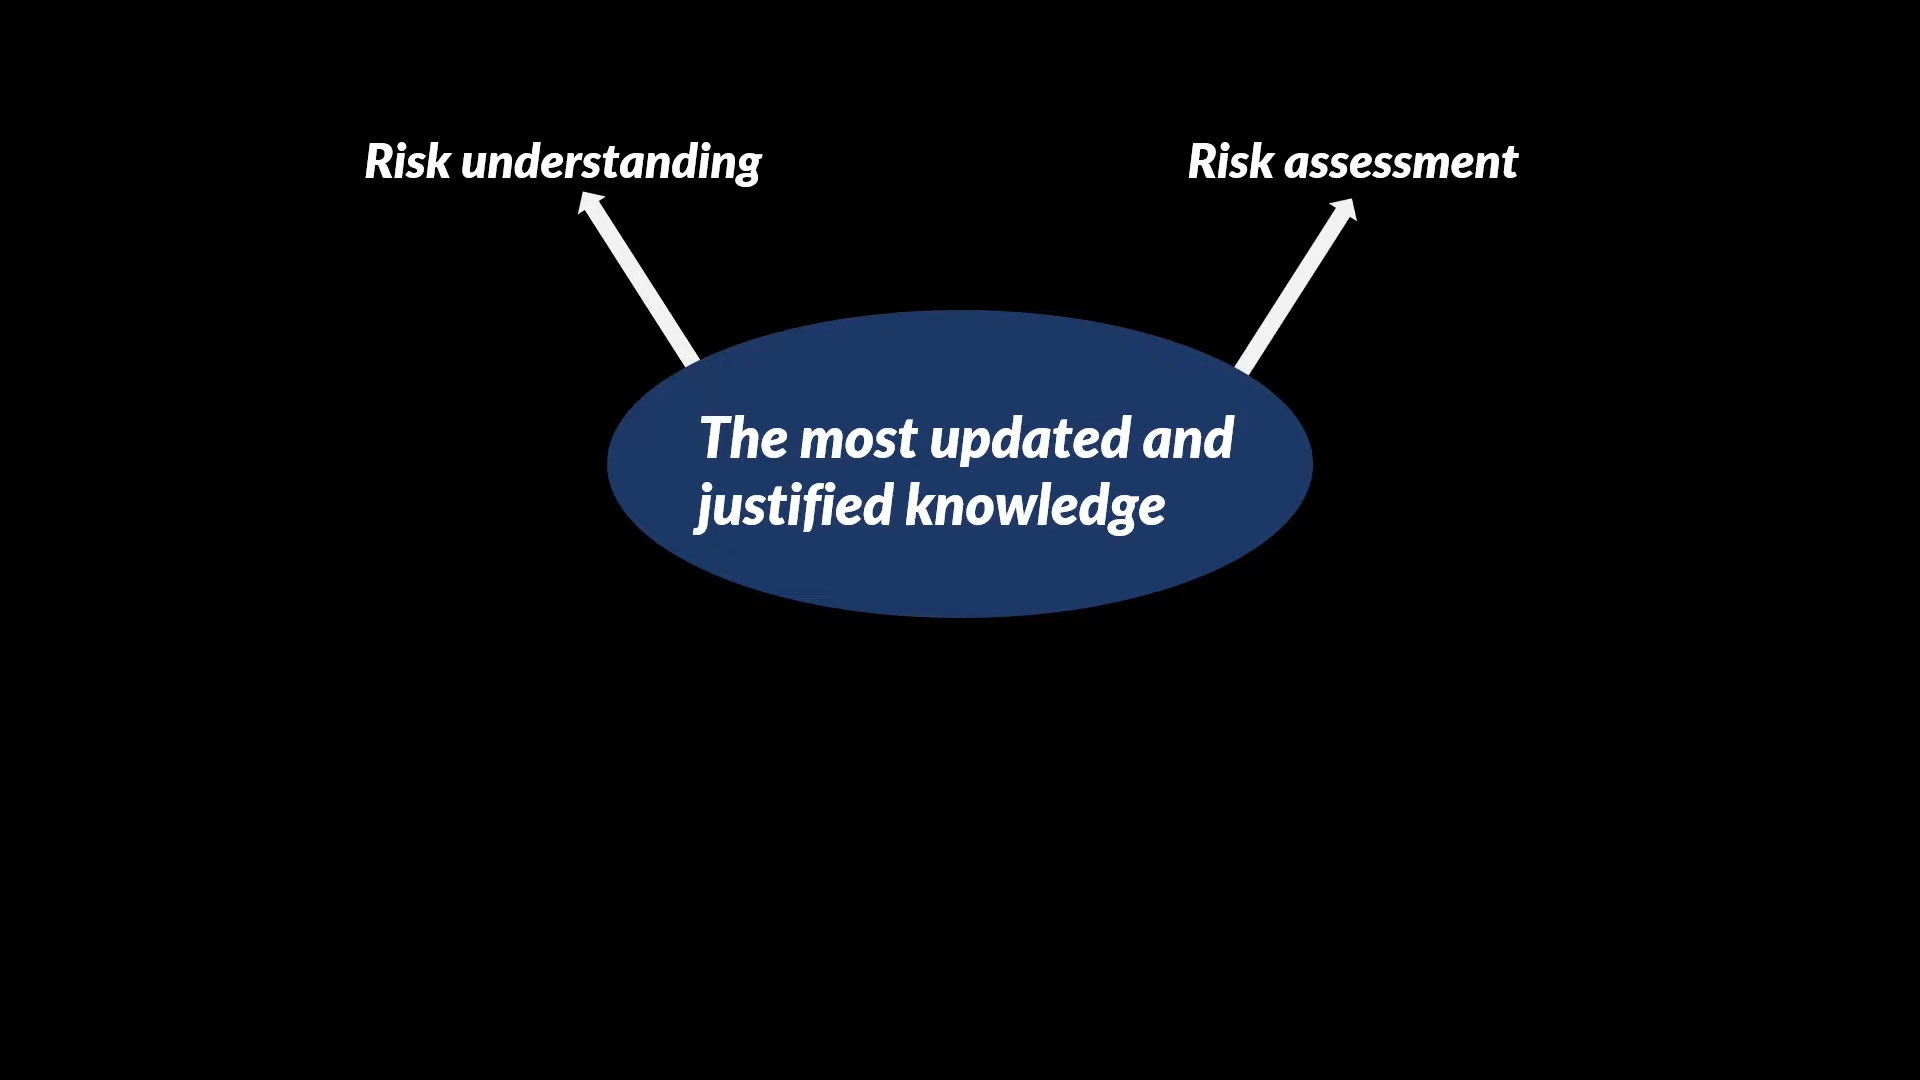 Risk understanding
Risk assessment
The most updated and
justified knowledge